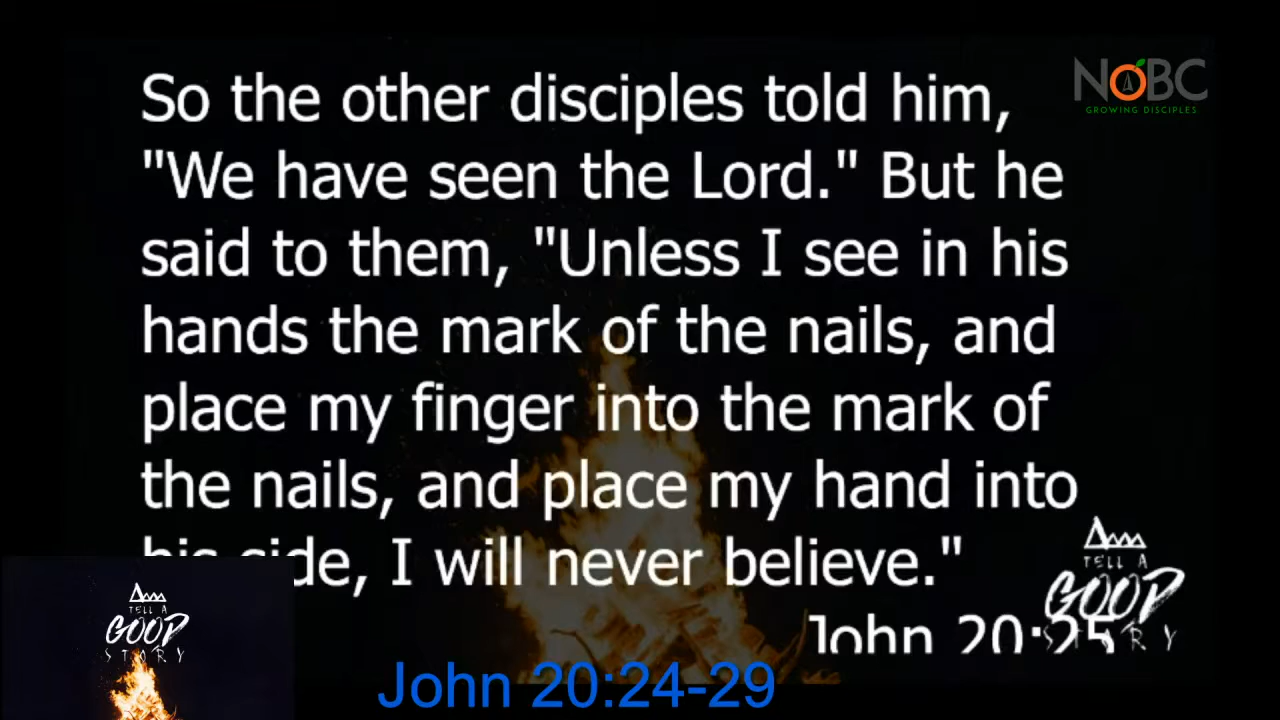 NOBC
GROWING DISCIPLES
So the other disciples told him,
"We have seen the Lord." But he
said to them, "Unless I see in his
hands the mark of the nails, and
place my finger into the mark of
the nails, and place my hand into
his side, I will never believe."
John 20:25
TELL A
GOOD
STORY
TELL A
GOOD
STORY
John 20:24-29